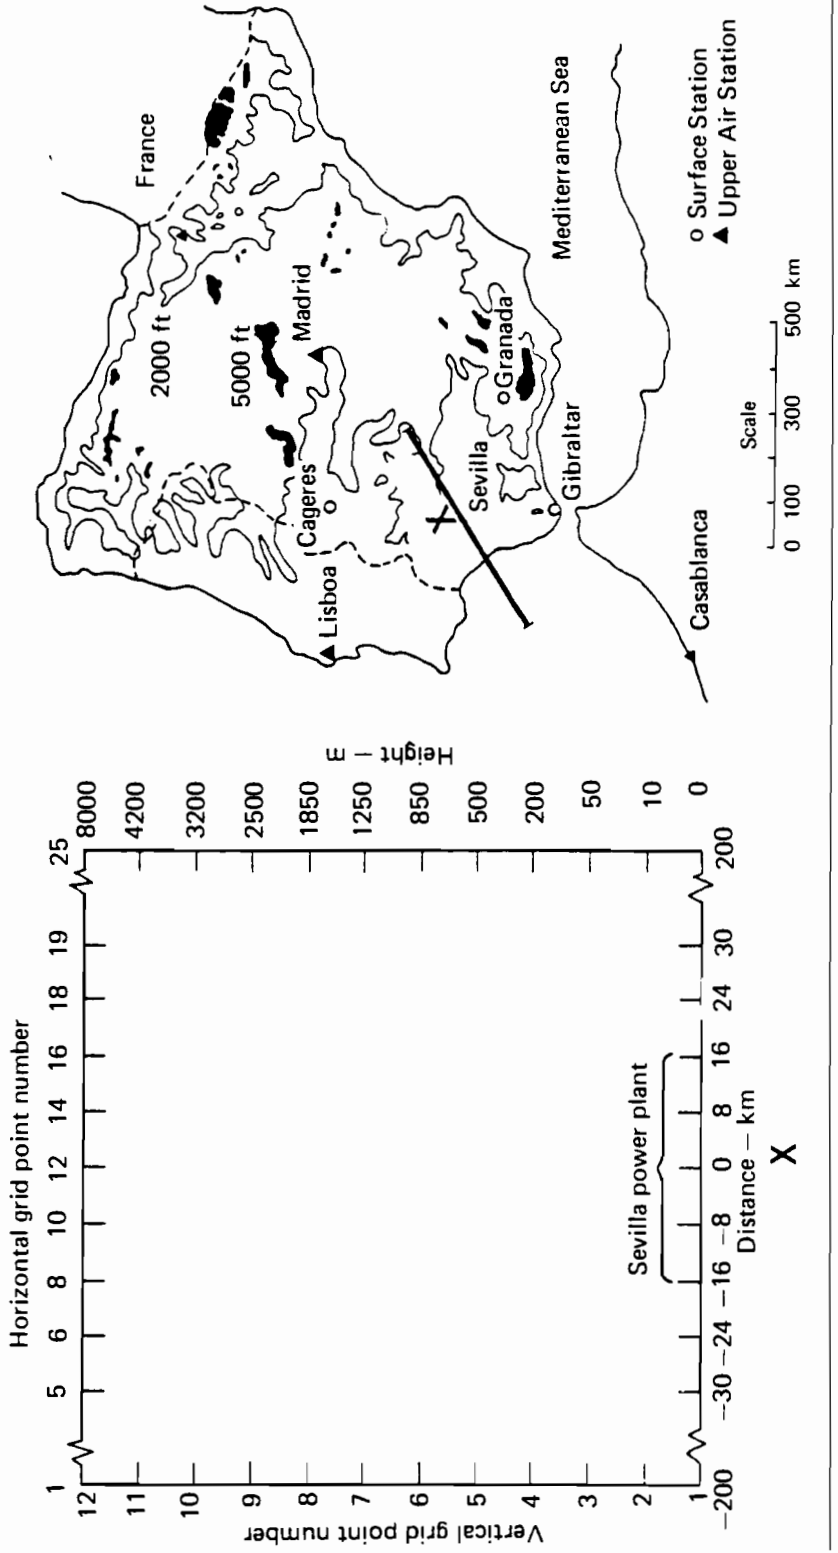 Horizontal grid point number
1 5 6 8 10 12 14 16 18 19 25
Vertical grid point number
12
11
10
9
8
7
6
5
4
3
2
1
8000
4200
3200
2500
1850
1250
850
500
200
50
10
0
Height – m
Sevilla power plant
–200 –30 –24 –16 –8 0 8 16 24 30 200
Distance – km
X
France
2000 ft
5000 ft
Madrid
Cageres
Lisboa
X
Sevilla
Granada
Gibraltar
Mediterranean Sea
Casablanca
Surface Station
Upper Air Station
Scale
0 100 300 500 km